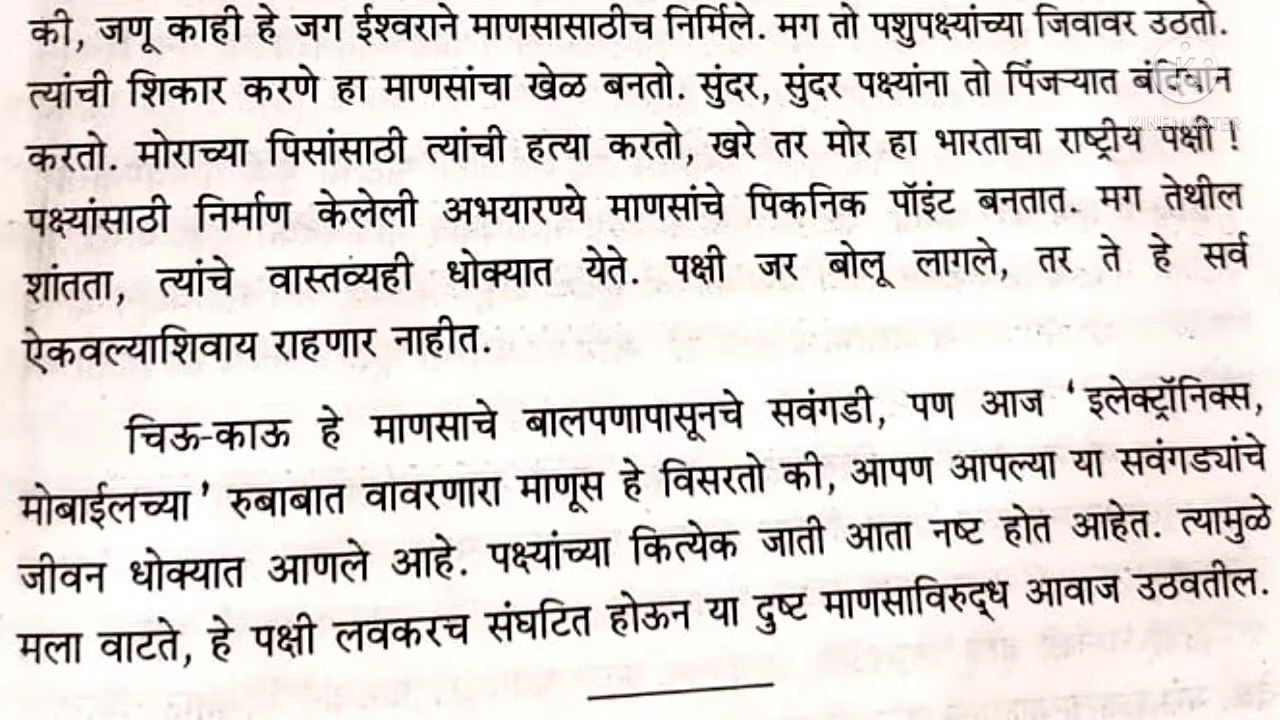 की, जणू काही हे जग ईश्वराने माणसासाठीच निर्मिले. मग तो पशुपक्ष्यांच्या जिवावर उठतो.
त्यांची शिकार करणे हा माणसांचा खेळ बनतो. सुंदर, सुंदर पक्ष्यांना तो पिंजऱ्यात बंदिवान
करतो. मोराच्या पिसांसाठी त्यांची हत्या करतो, खरे तर मोर हा भारताचा राष्ट्रीय पक्षी !
पक्ष्यांसाठी निर्माण केलेली अभयारण्ये माणसांचे पिकनिक पॉइंट बनतात. मग तेथील
शांतता, त्यांचे वास्तव्यही धोक्यात येते. पक्षी जर बोलू लागले, तर ते हे सर्व
ऐकवल्याशिवाय राहणार नाहीत.
चिऊ-काऊ हे माणसाचे बालपणापासूनचे सवंगडी, पण आज ' इलेक्ट्रॉनिक्स,
मोबाईलच्या ' रुबाबात वावरणारा माणूस हे विसरतो की, आपण आपल्या या सवंगड्यांचे
जीवन धोक्यात आणले आहे. पक्ष्यांच्या कित्येक जाती आता नष्ट होत आहेत. त्यामुळे
मला वाटते, हे पक्षी लवकरच संघटित होऊन या दुष्ट माणसाविरुद्ध आवाज उठवतील.
KINEMASTER